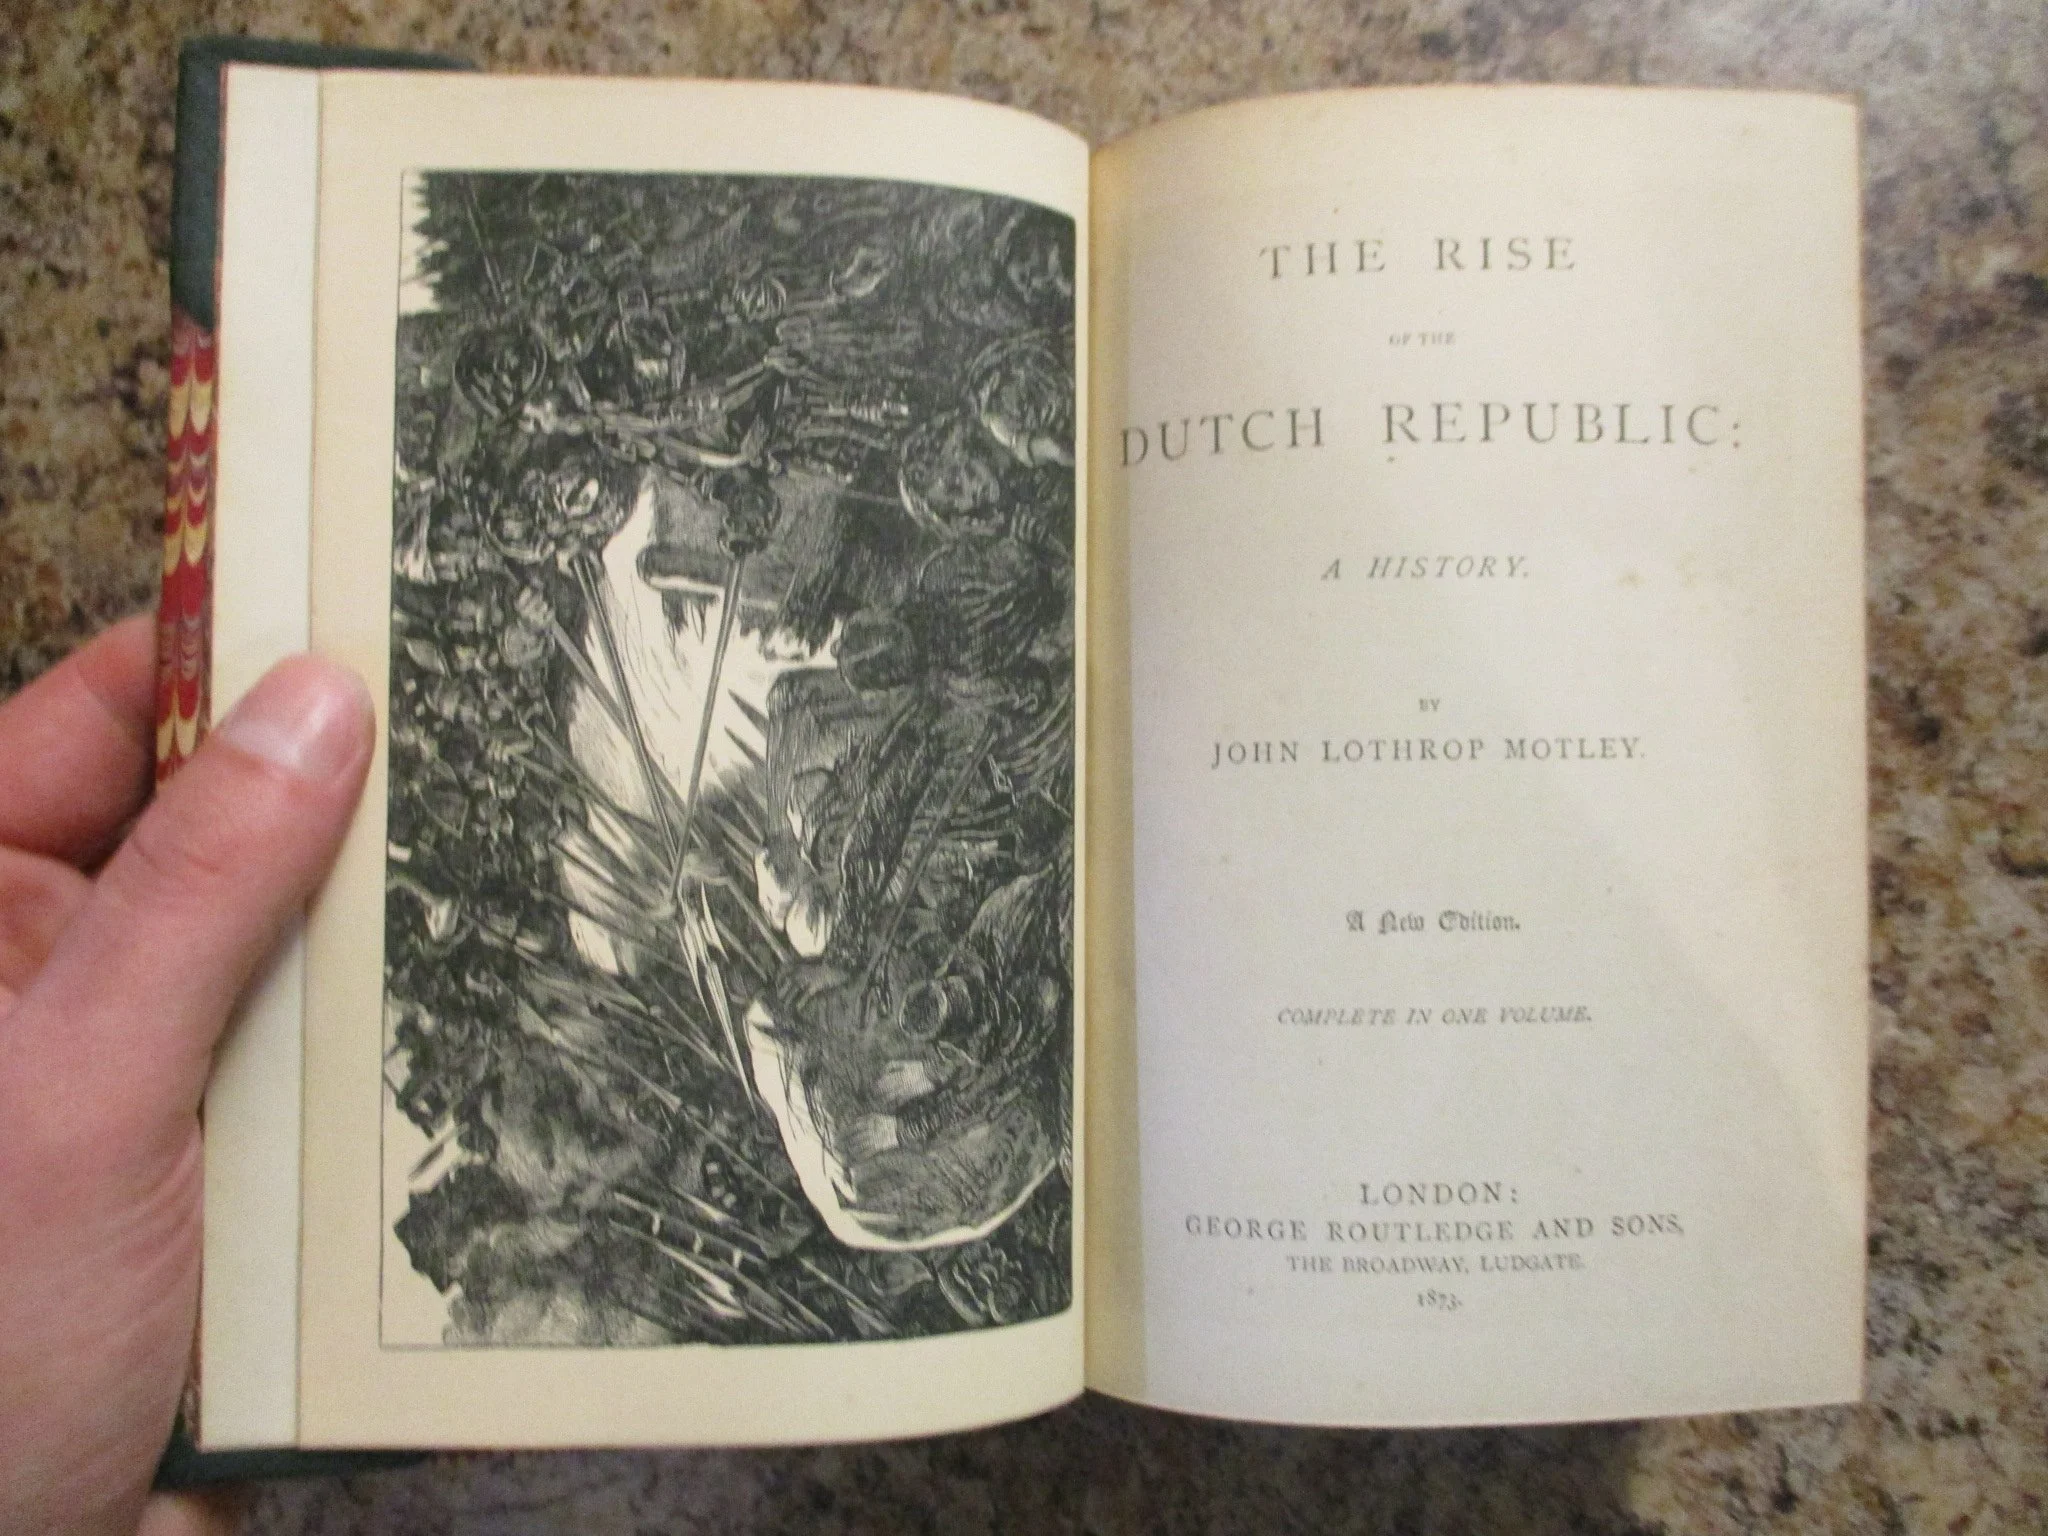 THE RISE
OF THE
DUTCH REPUBLIC:
A HISTORY.
BY
JOHN LOTHROP MOTLEY.
A New Edition.
COMPLETE IN ONE VOLUME.
LONDON:
GEORGE ROUTLEDGE AND SONS,
THE BROADWAY, LUDGATE.
1873.